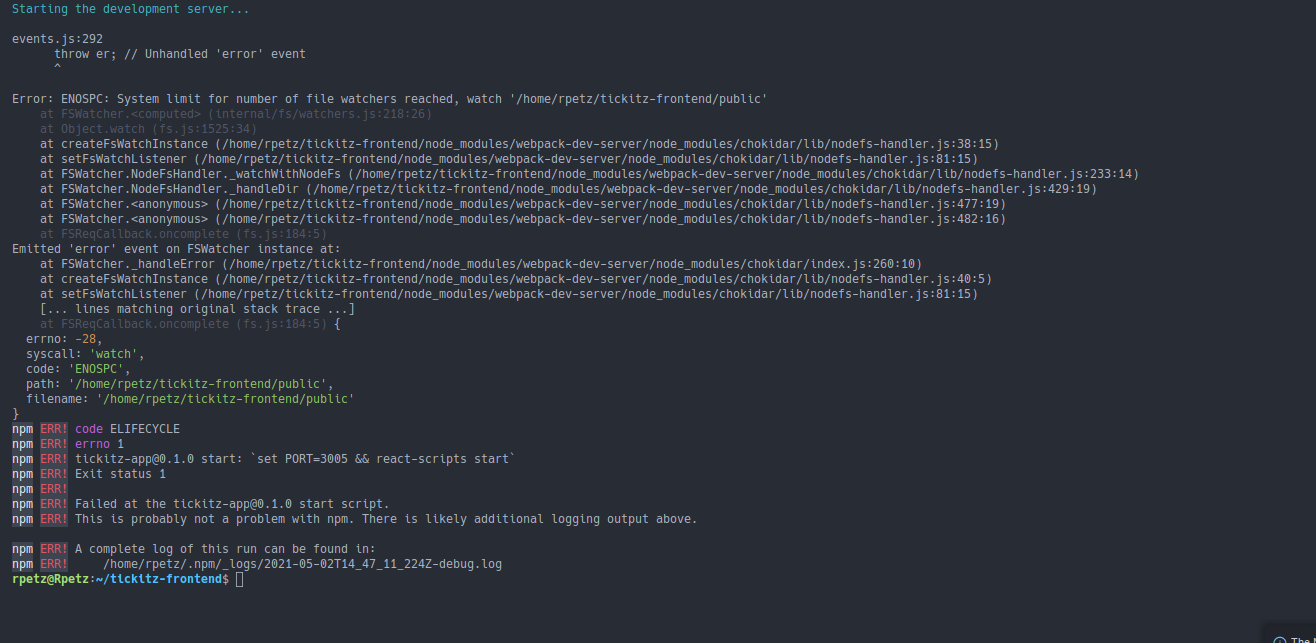 Starting the development server...
events.js:292
throw er; // Unhandled 'error' event
^
Error: ENOSPC: System limit for number of file watchers reached, watch '/home/rpetz/tickitz-frontend/public'
at FSWatcher.<computed> (internal/fs/watchers.js:218:26)
at Object.watch (fs.js:1525:34)
at createFsWatchInstance (/home/rpetz/tickitz-frontend/node_modules/webpack-dev-server/node_modules/chokidar/lib/nodefs-handler.js:38:15)
at setFsWatchListener (/home/rpetz/tickitz-frontend/node_modules/webpack-dev-server/node_modules/chokidar/lib/nodefs-handler.js:81:15)
at FSWatcher.NodeFsHandler._watchWithNodeFs (/home/rpetz/tickitz-frontend/node_modules/webpack-dev-server/node_modules/chokidar/lib/nodefs-handler.js:233:14)
at FSWatcher.NodeFsHandler._handleDir (/home/rpetz/tickitz-frontend/node_modules/webpack-dev-server/node_modules/chokidar/lib/nodefs-handler.js:429:19)
at FSWatcher.<anonymous> (/home/rpetz/tickitz-frontend/node_modules/webpack-dev-server/node_modules/chokidar/lib/nodefs-handler.js:477:19)
at FSWatcher.<anonymous> (/home/rpetz/tickitz-frontend/node_modules/webpack-dev-server/node_modules/chokidar/lib/nodefs-handler.js:482:16)
at FSReqCallback.oncomplete (fs.js:184:5)
Emitted 'error' event on FSWatcher instance at:
at FSWatcher._handleError (/home/rpetz/tickitz-frontend/node_modules/webpack-dev-server/node_modules/chokidar/index.js:260:10)
at createFsWatchInstance (/home/rpetz/tickitz-frontend/node_modules/webpack-dev-server/node_modules/chokidar/lib/nodefs-handler.js:40:5)
at setFsWatchListener (/home/rpetz/tickitz-frontend/node_modules/webpack-dev-server/node_modules/chokidar/lib/nodefs-handler.js:81:15)
[... lines matching original stack trace ...]
at FSReqCallback.oncomplete (fs.js:184:5) {
errno: -28,
syscall: 'watch',
code: 'ENOSPC',
path: '/home/rpetz/tickitz-frontend/public',
filename: '/home/rpetz/tickitz-frontend/public'
}
npm ERR! code ELIFECYCLE
npm ERR! errno 1
npm ERR! tickitz-app@0.1.0 start: `set PORT=3005 && react-scripts start`
npm ERR! Exit status 1
npm ERR!
npm ERR! Failed at the tickitz-app@0.1.0 start script.
npm ERR! This is probably not a problem with npm. There is likely additional logging output above.
npm ERR! A complete log of this run can be found in:
npm ERR! /home/rpetz/.npm/_logs/2021-05-02T14_47_11_224Z-debug.log
rpetz@Rpetz:~/tickitz-frontend$
The